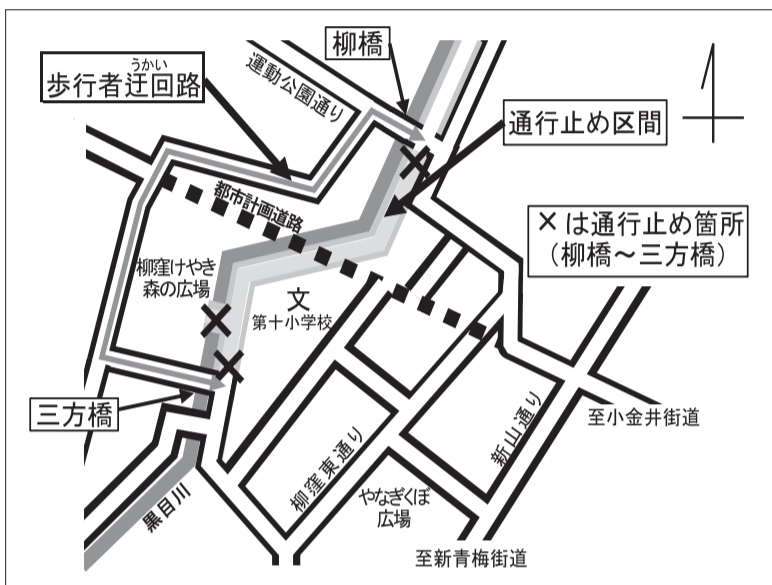 柳橋
うかい
歩行者迂回路
運動公園通り
通行止め区間
×は通行止め箇所
(柳橋～三方橋)
都市計画道路
柳窪けやき
森の広場
文
第十小学校
三方橋
至小金井街道
新山通り
柳窪東通り
やなぎくぼ
広場
黒目川
至新青梅街道